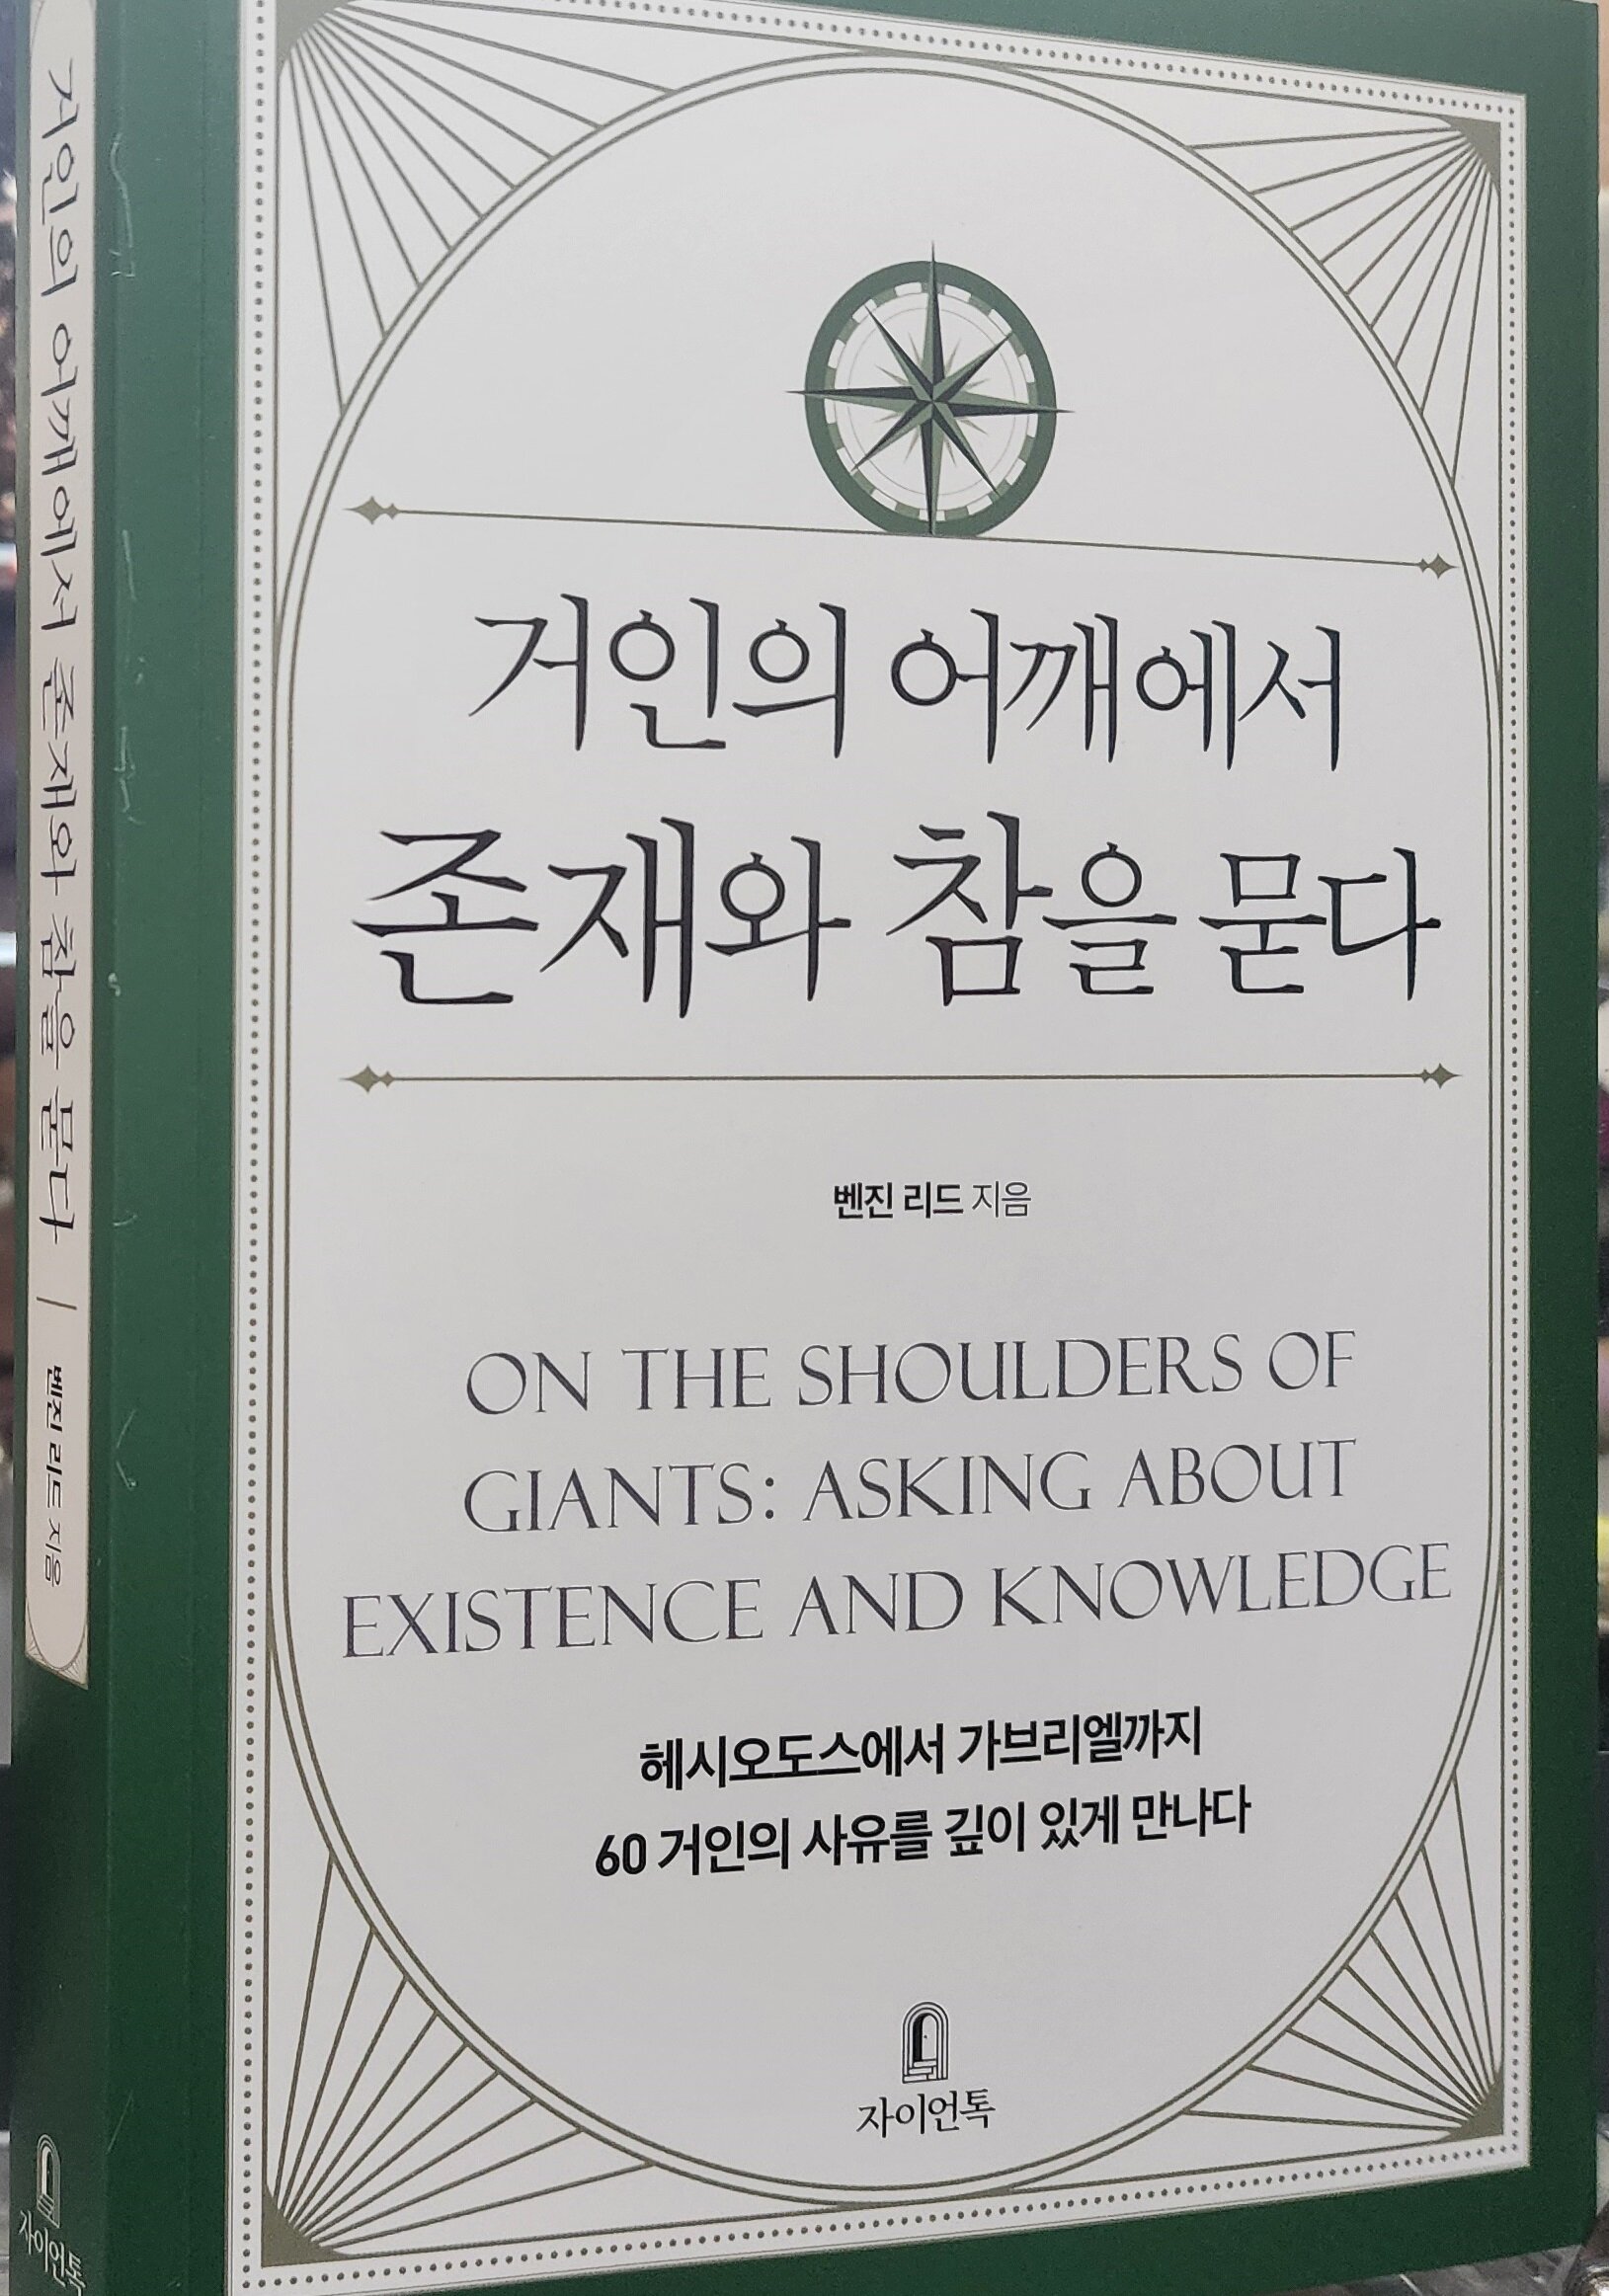 거인의 어깨에서
존재와 참을 묻다
벤진 리드 지음
ON THE SHOULDERS OF
GIANTS: ASKING ABOUT
EXISTENCE AND KNOWLEDGE
헤시오도스에서 가브리엘까지
60 거인의 사유를 깊이 있게 만나다
자이언톡
거인의 어깨에서 존재와 참을 묻다 | 벤진 리드 지음
자이언톡